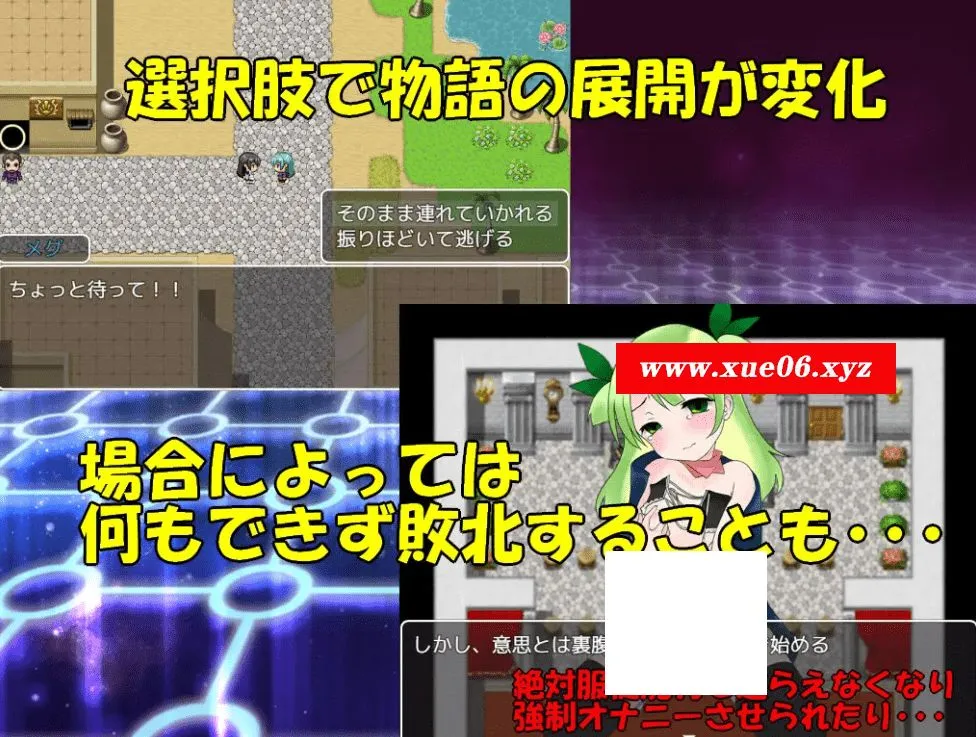 選択肢で物語の展開が変化
そのまま連れていかれる
振りほどいて逃げる
メダ
ちょっと待って！！
www.xue06.xyz
場合によっては
何もできず敗北することも・・・
しかし、意思とは裏腹
始める
絶対服
らえなくなり
強制オナニーさせられたり・・・